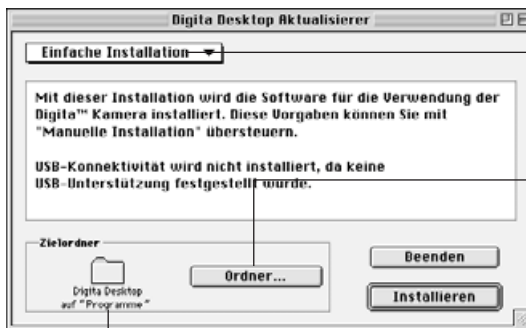 Digita Desktop Aktualisierer
Einfache Installation
Mit dieser Installation wird die Software für die Verwendung der
Digita™ Kamera installiert. Diese Vorgaben können Sie mit
"Manuelle Installation" übersteuern.
USB-Konnektivität wird nicht installiert, da keine
USB-Unterstützung festgestellt wurde.
Zielordner
Digita Desktop
auf "Programme"
Ordner...
Beenden
Installieren